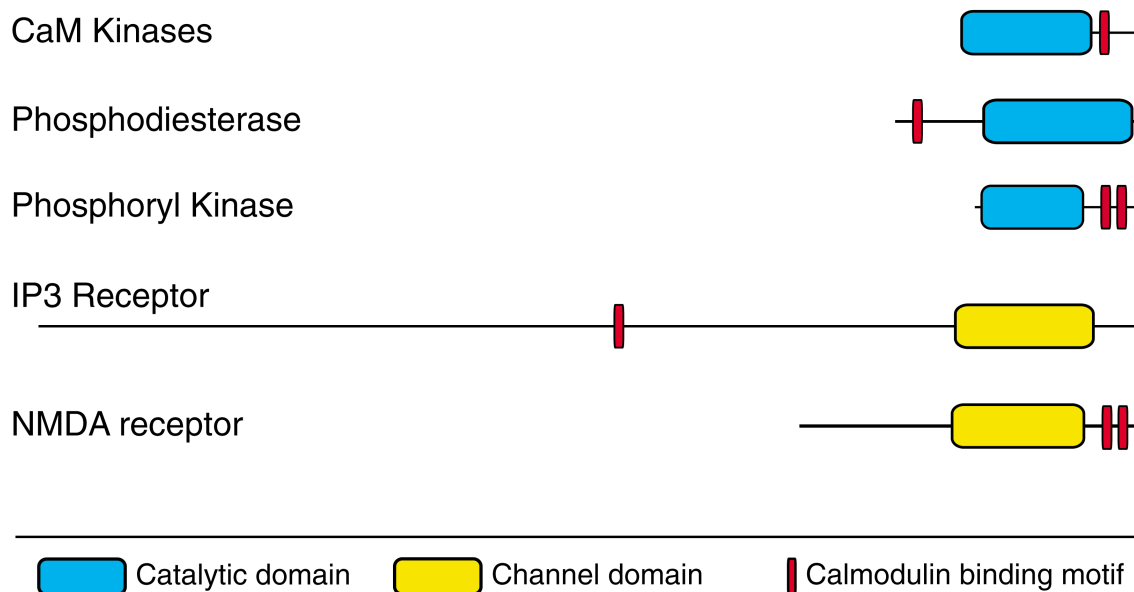 CaM Kinases
Phosphodiesterase
Phosphoryl Kinase
IP3 Receptor
NMDA receptor
Catalytic domain Channel domain Calmodulin binding motif